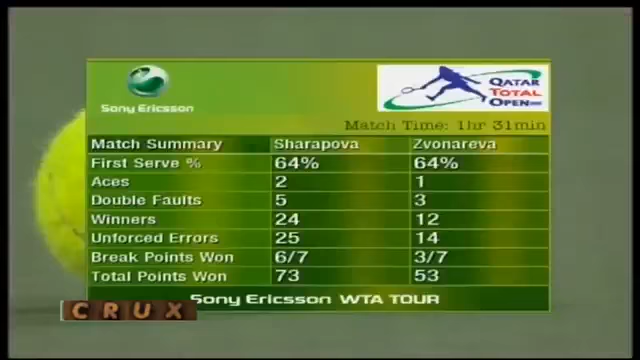 Sony Ericsson
QATAR
TOTAL
OPEN
Match Time: 1hr 31min
Match Summary Sharapova Zvonareva
First Serve % 64% 64%
Aces 2 1
Double Faults 5 3
Winners 24 12
Unforced Errors 25 14
Break Points Won 6/7 3/7
Total Points Won 73 53
Sony Ericsson WTA TOUR
CRUX